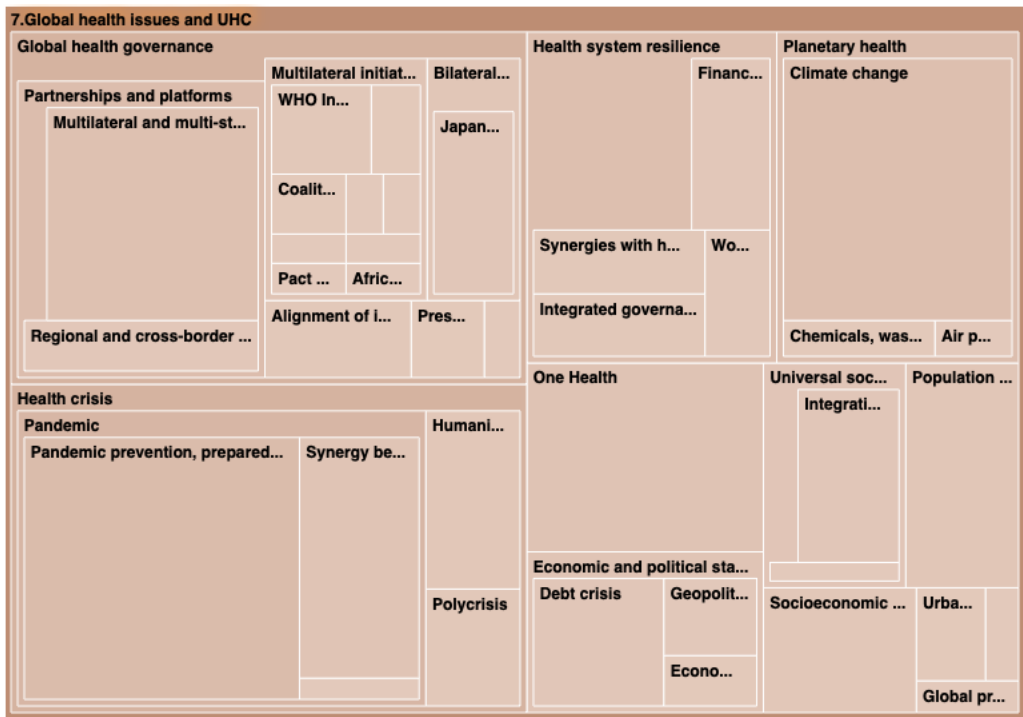 7.Global health issues and UHC
Global health governance
Partnerships and platforms
Multilateral and multi-st...
Regional and cross-border ...
Multilateral initiat...
WHO In...
Coalit...
Pact ...
Afric...
Bilateral...
Japan...
Alignment of i...
Pres...
Health crisis
Pandemic
Pandemic prevention, prepared...
Synergy be...
Humani...
Polycrisis
Health system resilience
Financ...
Synergies with h...
Integrated governa...
Wo...
Planetary health
Climate change
Chemicals, was...
Air p...
One Health
Economic and political sta...
Debt crisis
Geopolit...
Econo...
Universal soc...
Integrati...
Population ...
Socioeconomic ...
Urba...
Global pr...